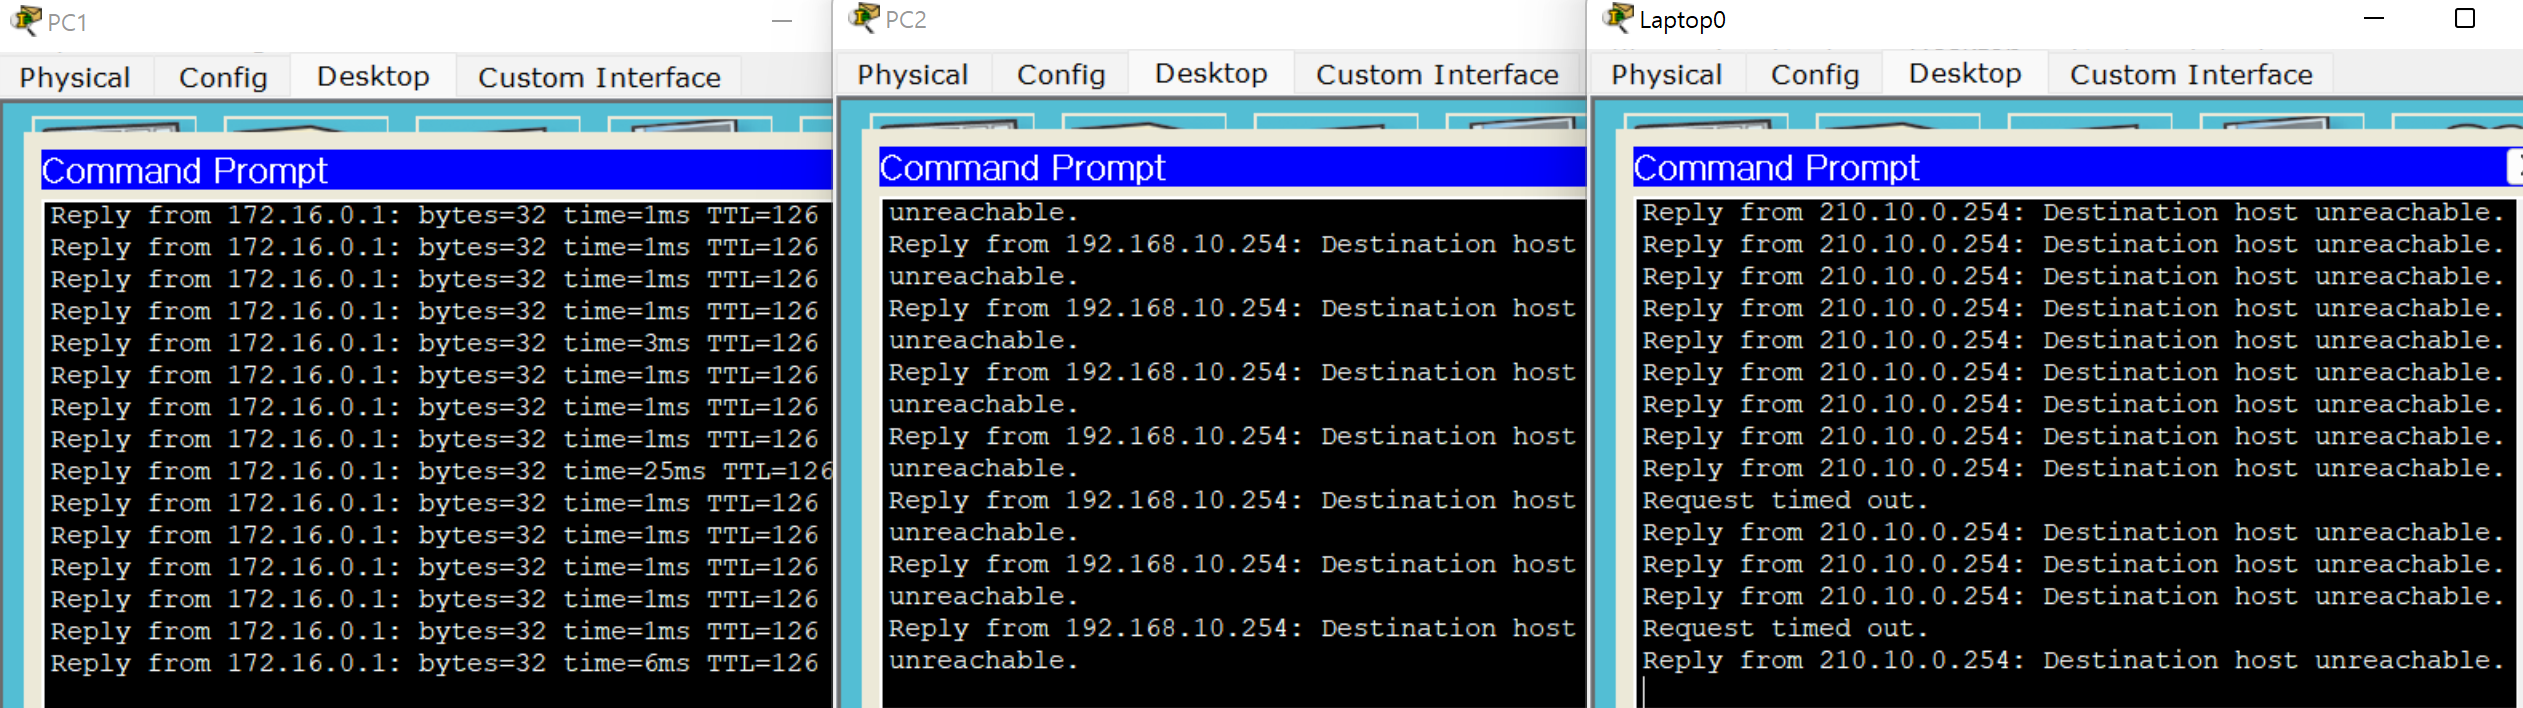 PC1
Physical Config Desktop Custom Interface
Command Prompt
Reply from 172.16.0.1: bytes=32 time=1ms TTL=126
Reply from 172.16.0.1: bytes=32 time=1ms TTL=126
Reply from 172.16.0.1: bytes=32 time=1ms TTL=126
Reply from 172.16.0.1: bytes=32 time=1ms TTL=126
Reply from 172.16.0.1: bytes=32 time=3ms TTL=126
Reply from 172.16.0.1: bytes=32 time=1ms TTL=126
Reply from 172.16.0.1: bytes=32 time=1ms TTL=126
Reply from 172.16.0.1: bytes=32 time=1ms TTL=126
Reply from 172.16.0.1: bytes=32 time=25ms TTL=126
Reply from 172.16.0.1: bytes=32 time=1ms TTL=126
Reply from 172.16.0.1: bytes=32 time=1ms TTL=126
Reply from 172.16.0.1: bytes=32 time=1ms TTL=126
Reply from 172.16.0.1: bytes=32 time=1ms TTL=126
Reply from 172.16.0.1: bytes=32 time=1ms TTL=126
Reply from 172.16.0.1: bytes=32 time=6ms TTL=126
PC2
Physical Config Desktop Custom Interface
Command Prompt
unreachable.
Reply from 192.168.10.254: Destination host
unreachable.
Reply from 192.168.10.254: Destination host
unreachable.
Reply from 192.168.10.254: Destination host
unreachable.
Reply from 192.168.10.254: Destination host
unreachable.
Reply from 192.168.10.254: Destination host
unreachable.
Reply from 192.168.10.254: Destination host
unreachable.
Reply from 192.168.10.254: Destination host
unreachable.
Laptop0
Physical Config Desktop Custom Interface
Command Prompt
Reply from 210.10.0.254: Destination host unreachable.
Reply from 210.10.0.254: Destination host unreachable.
Reply from 210.10.0.254: Destination host unreachable.
Reply from 210.10.0.254: Destination host unreachable.
Reply from 210.10.0.254: Destination host unreachable.
Reply from 210.10.0.254: Destination host unreachable.
Reply from 210.10.0.254: Destination host unreachable.
Reply from 210.10.0.254: Destination host unreachable.
Reply from 210.10.0.254: Destination host unreachable.
Request timed out.
Reply from 210.10.0.254: Destination host unreachable.
Reply from 210.10.0.254: Destination host unreachable.
Reply from 210.10.0.254: Destination host unreachable.
Request timed out.
Reply from 210.10.0.254: Destination host unreachable.